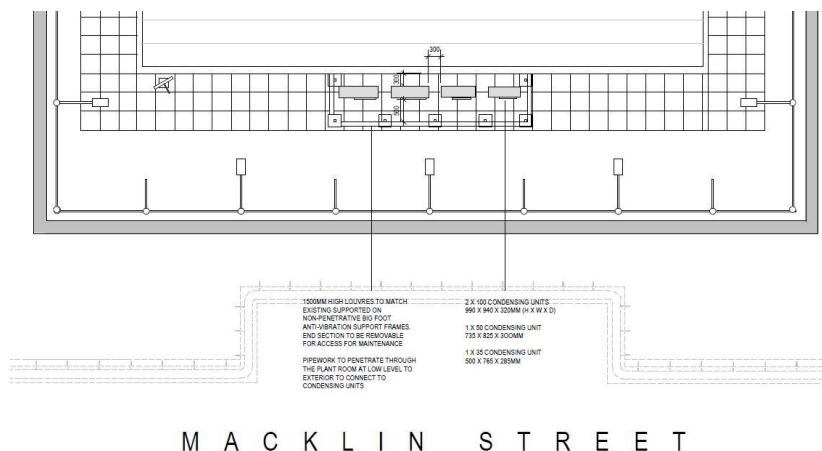 300
300
500
1500MM HIGH LOUVRES TO MATCH
EXISTING SUPPORTED ON
NON-PENETRATIVE BIG FOOT
ANTI-VIBRATION SUPPORT FRAMES.
END SECTION TO BE REMOVABLE
FOR ACCESS FOR MAINTENANCE
PIPEWORK TO PENETRATE THROUGH
THE PLANT ROOM AT LOW LEVEL TO
EXTERIOR TO CONNECT TO
CONDENSING UNITS
2 X 100 CONDENSING UNITS
990 X 940 X 320MM (H X W X D)
1 X 50 CONDENSING UNIT
735 X 825 X 300MM
1 X 35 CONDENSING UNIT
500 X 765 X 285MM
MACKLIN STREET